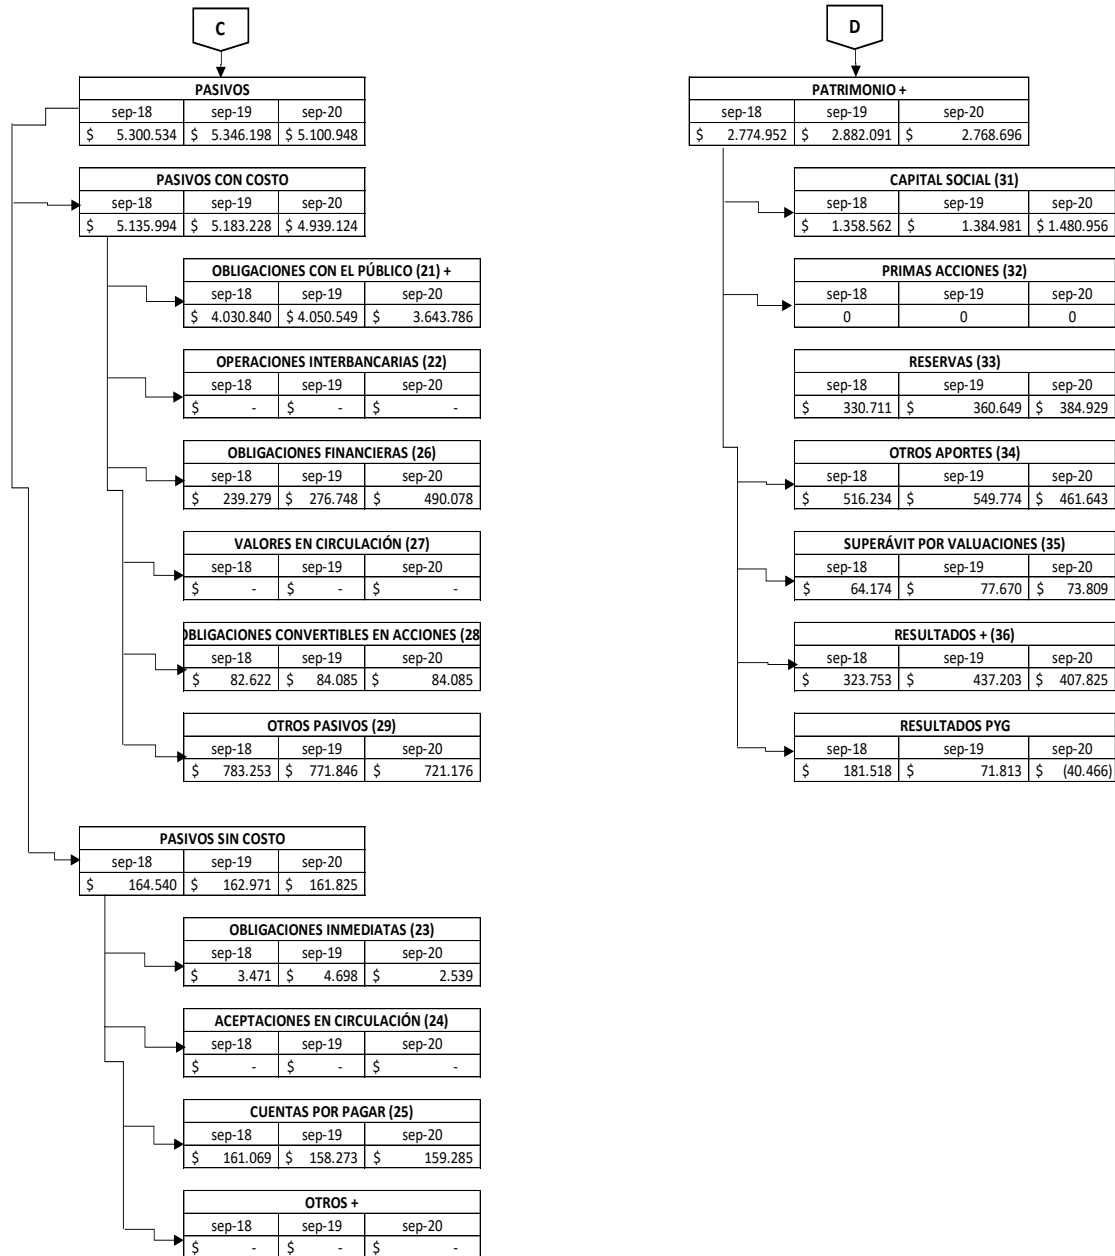 C
PASIVOS
sep-18 sep-19 sep-20
$ 5.300.534 $ 5.346.198 $ 5.100.948
PASIVOS CON COSTO
sep-18 sep-19 sep-20
$ 5.135.994 $ 5.183.228 $ 4.939.124
OBLIGACIONES CON EL PÚBLICO (21) +
sep-18 sep-19 sep-20
$ 4.030.840 $ 4.050.549 $ 3.643.786
OPERACIONES INTERBANCARIAS (22)
sep-18 sep-19 sep-20
$ - $ - $ -
OBLIGACIONES FINANCIERAS (26)
sep-18 sep-19 sep-20
$ 239.279 $ 276.748 $ 490.078
VALORES EN CIRCULACIÓN (27)
sep-18 sep-19 sep-20
$ - $ - $ -
OBLIGACIONES CONVERTIBLES EN ACCIONES (28
sep-18 sep-19 sep-20
$ 82.622 $ 84.085 $ 84.085
OTROS PASIVOS (29)
sep-18 sep-19 sep-20
$ 783.253 $ 771.846 $ 721.176
PASIVOS SIN COSTO
sep-18 sep-19 sep-20
$ 164.540 $ 162.971 $ 161.825
OBLIGACIONES INMEDIATAS (23)
sep-18 sep-19 sep-20
$ 3.471 $ 4.698 $ 2.539
ACEPTACIONES EN CIRCULACIÓN (24)
sep-18 sep-19 sep-20
$ - $ - $ -
CUENTAS POR PAGAR (25)
sep-18 sep-19 sep-20
$ 161.069 $ 158.273 $ 159.285
OTROS +
sep-18 sep-19 sep-20
$ - $ - $ -
D
PATRIMONIO +
sep-18 sep-19 sep-20
$ 2.774.952 $ 2.882.091 $ 2.768.696
CAPITAL SOCIAL (31)
sep-18 sep-19 sep-20
$ 1.358.562 $ 1.384.981 $ 1.480.956
PRIMAS ACCIONES (32)
sep-18 sep-19 sep-20
0 0 0
RESERVAS (33)
sep-18 sep-19 sep-20
$ 330.711 $ 360.649 $ 384.929
OTROS APORTES (34)
sep-18 sep-19 sep-20
$ 516.234 $ 549.774 $ 461.643
SUPERÁVIT POR VALUACIONES (35)
sep-18 sep-19 sep-20
$ 64.174 $ 77.670 $ 73.809
RESULTADOS + (36)
sep-18 sep-19 sep-20
$ 323.753 $ 437.203 $ 407.825
RESULTADOS PYG
sep-18 sep-19 sep-20
$ 181.518 $ 71.813 $ (40.466)